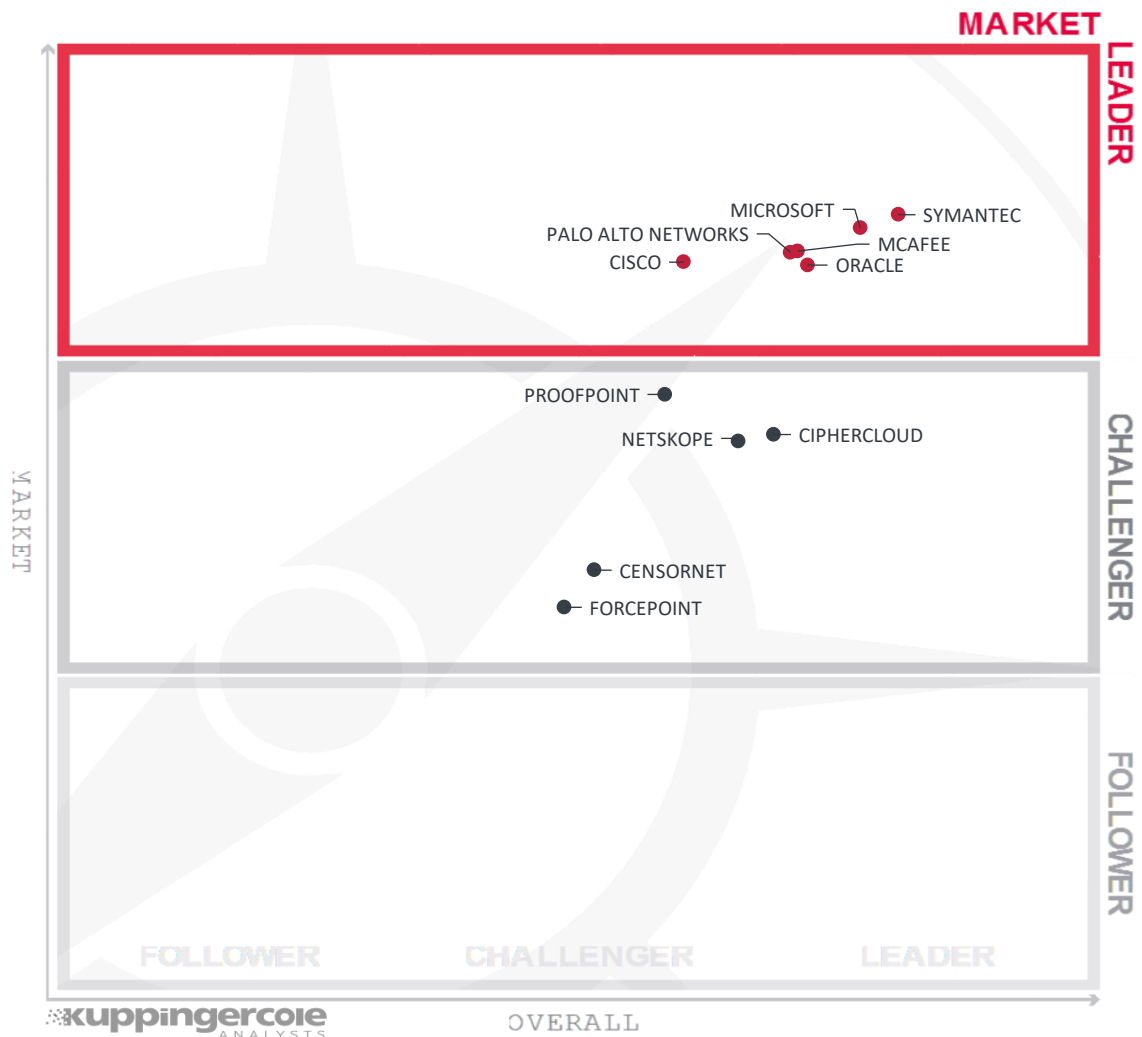 MARKET
LEADER
MICROSOFT
SYMANTEC
PALO ALTO NETWORKS
MCAFEE
CISCO
ORACLE
PROOFPOINT
NETSKOPE
CIPHERCLOUD
CHALLENGER
MARKET
CENSORNET
FORCEPOINT
FOLLOWER
FOLLOWER CHALLENGER LEADER
kuppingercole
ANALYSTS
OVERALL